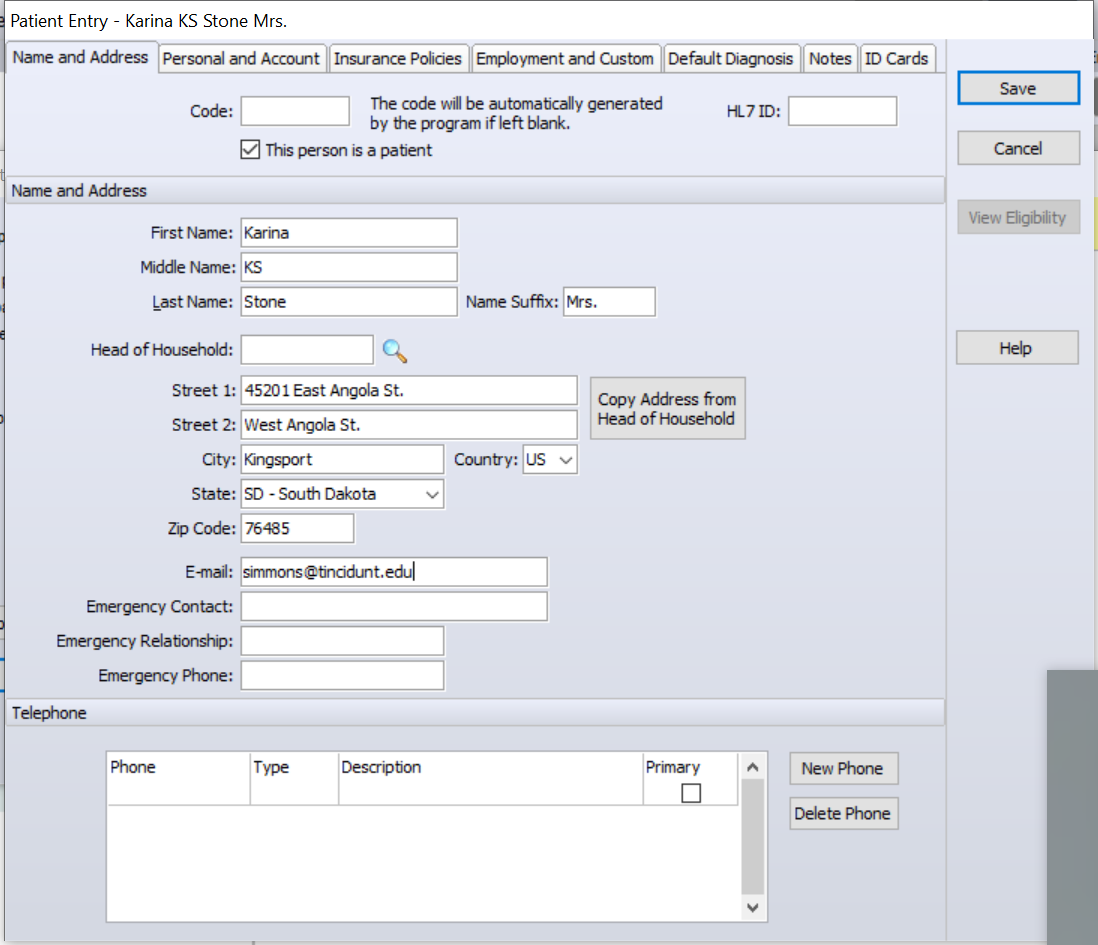 Patient Entry - Karina KS Stone Mrs.
Name and Address Personal and Account Insurance Policies Employment and Custom Default Diagnosis Notes ID Cards
Save
Code: The code will be automatically generated HL7 ID:
by the program if left blank.
This person is a patient
Cancel
Name and Address
View Eligibility
First Name: Karina
Middle Name: KS
Last Name: Stone Name Suffix: Mrs.
Head of Household:
Help
Street 1: 45201 East Angola St.
Copy Address from
Head of Household
Street 2: West Angola St.
City: Kingsport Country: US
State: SD - South Dakota
Zip Code: 76485
E-mail: simmons@tincidunt.edu
Emergency Contact:
Emergency Relationship:
Emergency Phone:
Telephone
Phone Type Description Primary
New Phone
Delete Phone